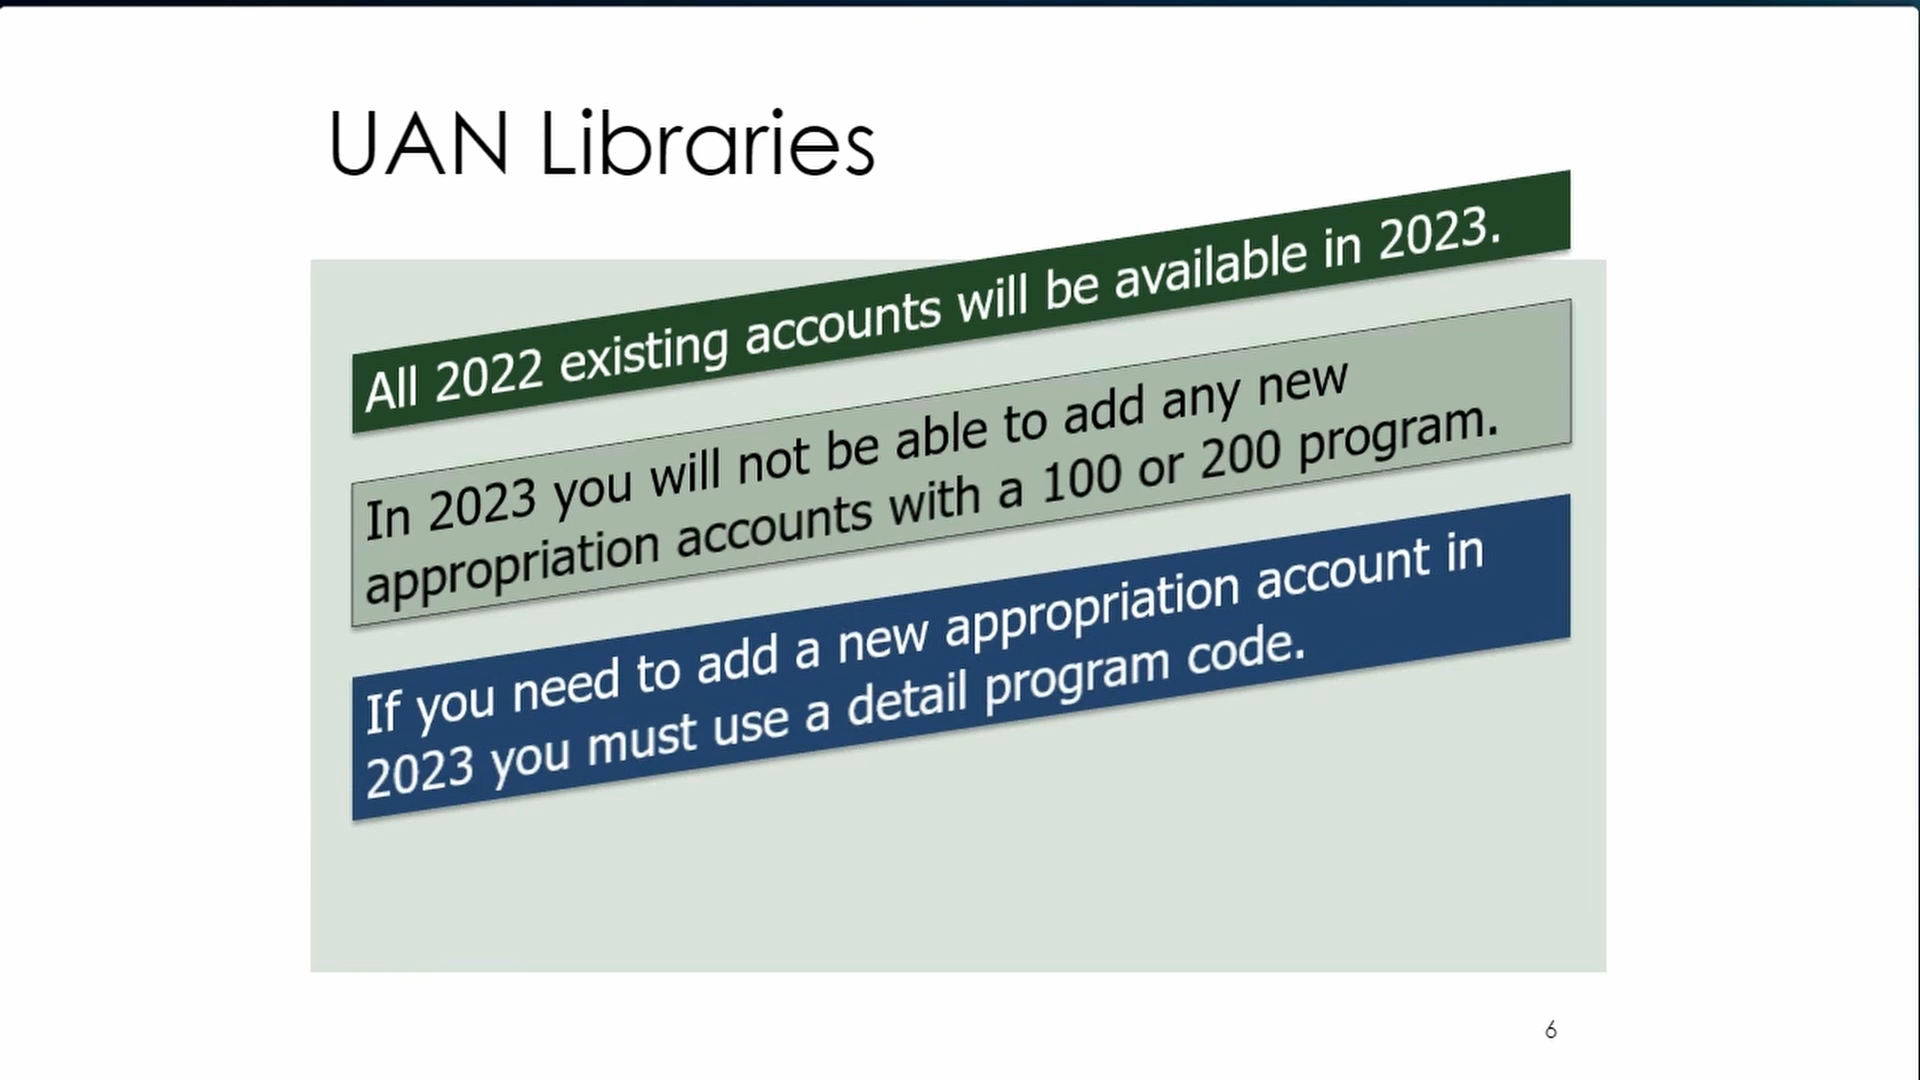 UAN Libraries
All 2022 existing accounts will be available in 2023.
In 2023 you will not be able to add any new
appropriation accounts with a 100 or 200 program.
If you need to add a new appropriation account in
2023 you must use a detail program code.
6